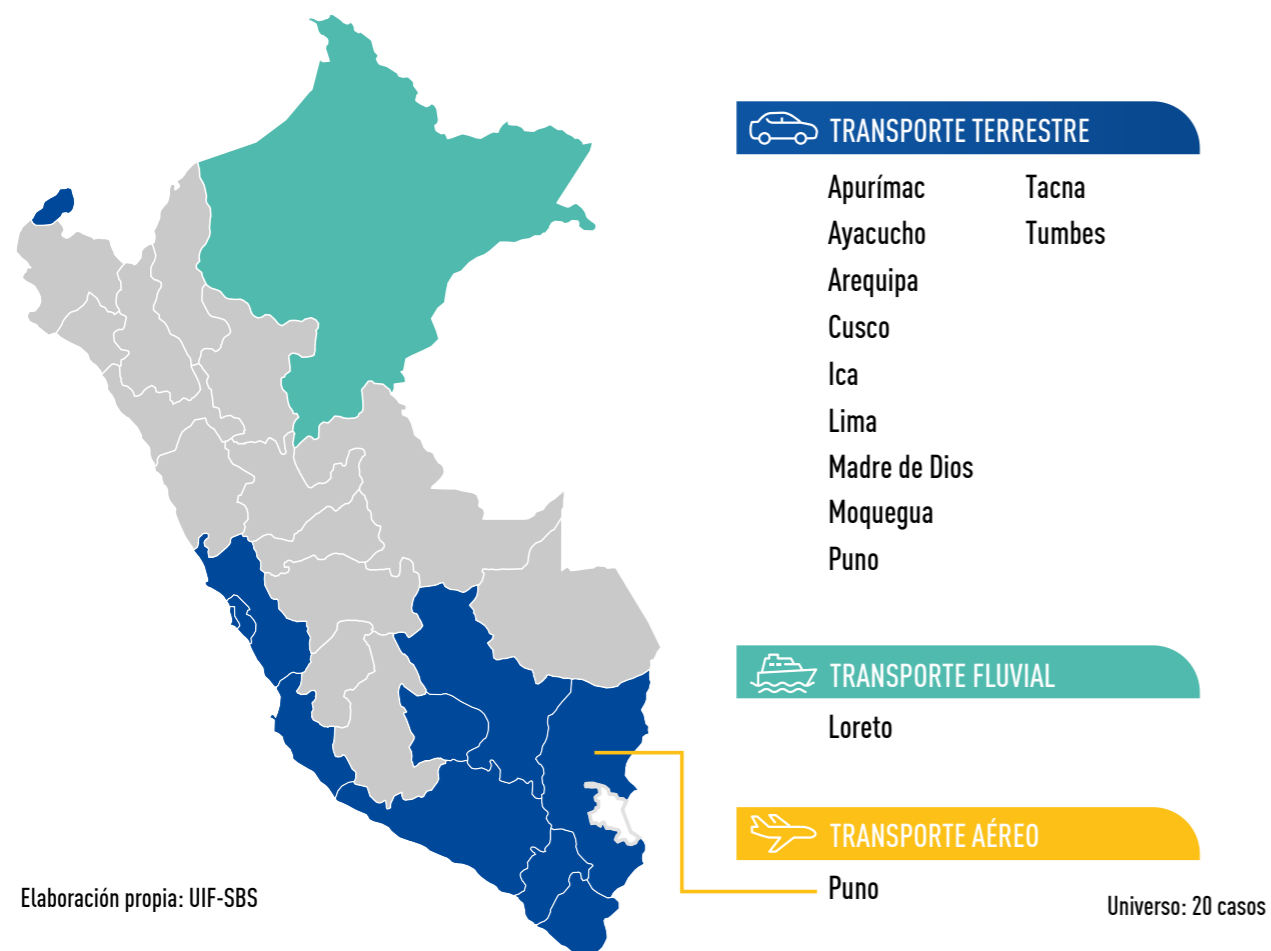 TRANSPORTE TERRESTRE
Apurímac
Ayacucho
Arequipa
Cusco
Ica
Lima
Madre de Dios
Moquegua
Puno
Tacna
Tumbes
TRANSPORTE FLUVIAL
Loreto
TRANSPORTE AÉREO
Puno
Elaboración propia: UIF-SBS
Universo: 20 casos